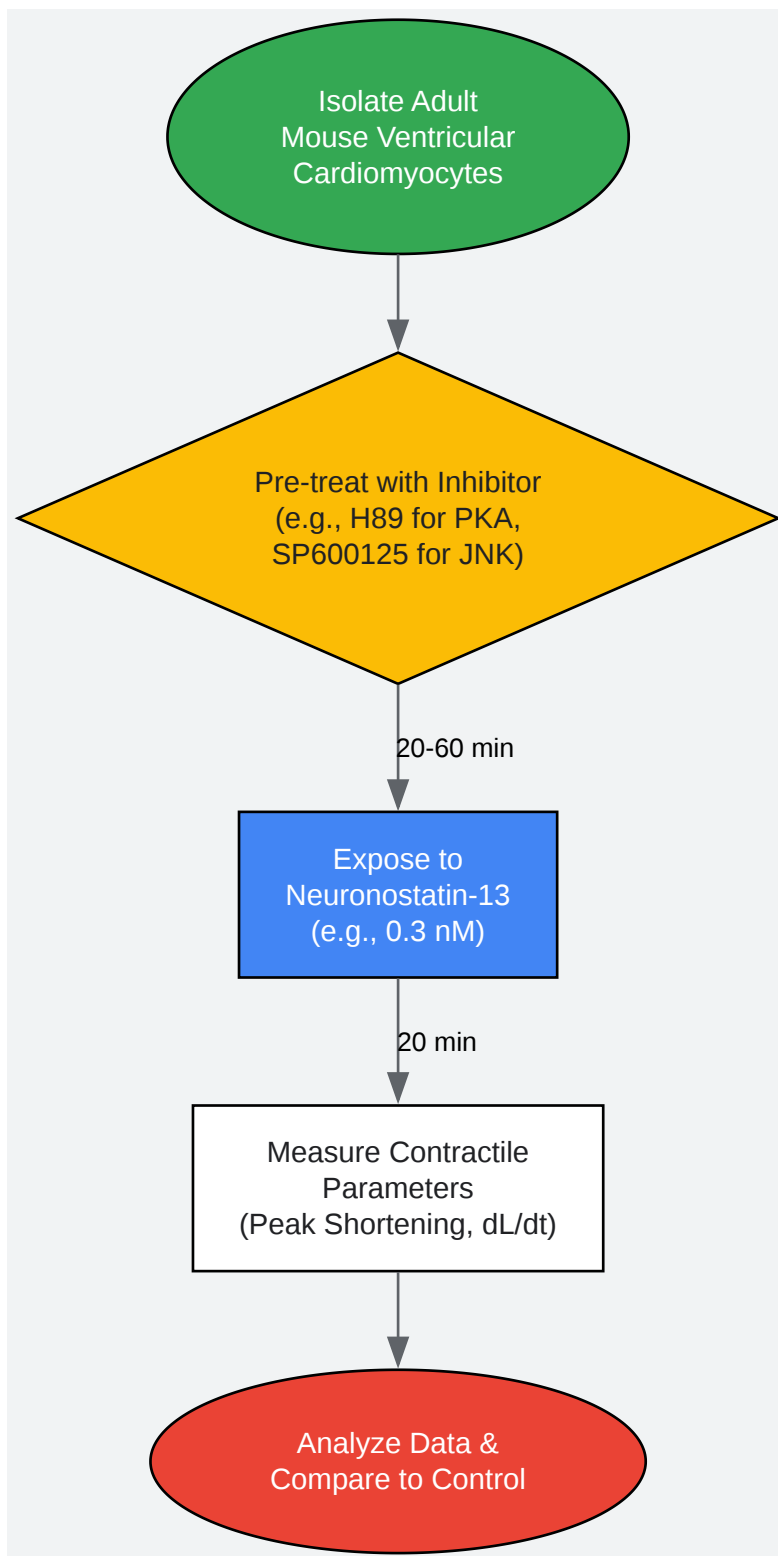 Isolate Adult
Mouse Ventricular
Cardiomyocytes
Pre-treat with Inhibitor
(e.g., H89 for PKA,
SP600125 for JNK)
20-60 min
Expose to
Neuronostatin-13
(e.g., 0.3 nM)
20 min
Measure Contractile
Parameters
(Peak Shortening, dL/dt)
Analyze Data &
Compare to Control